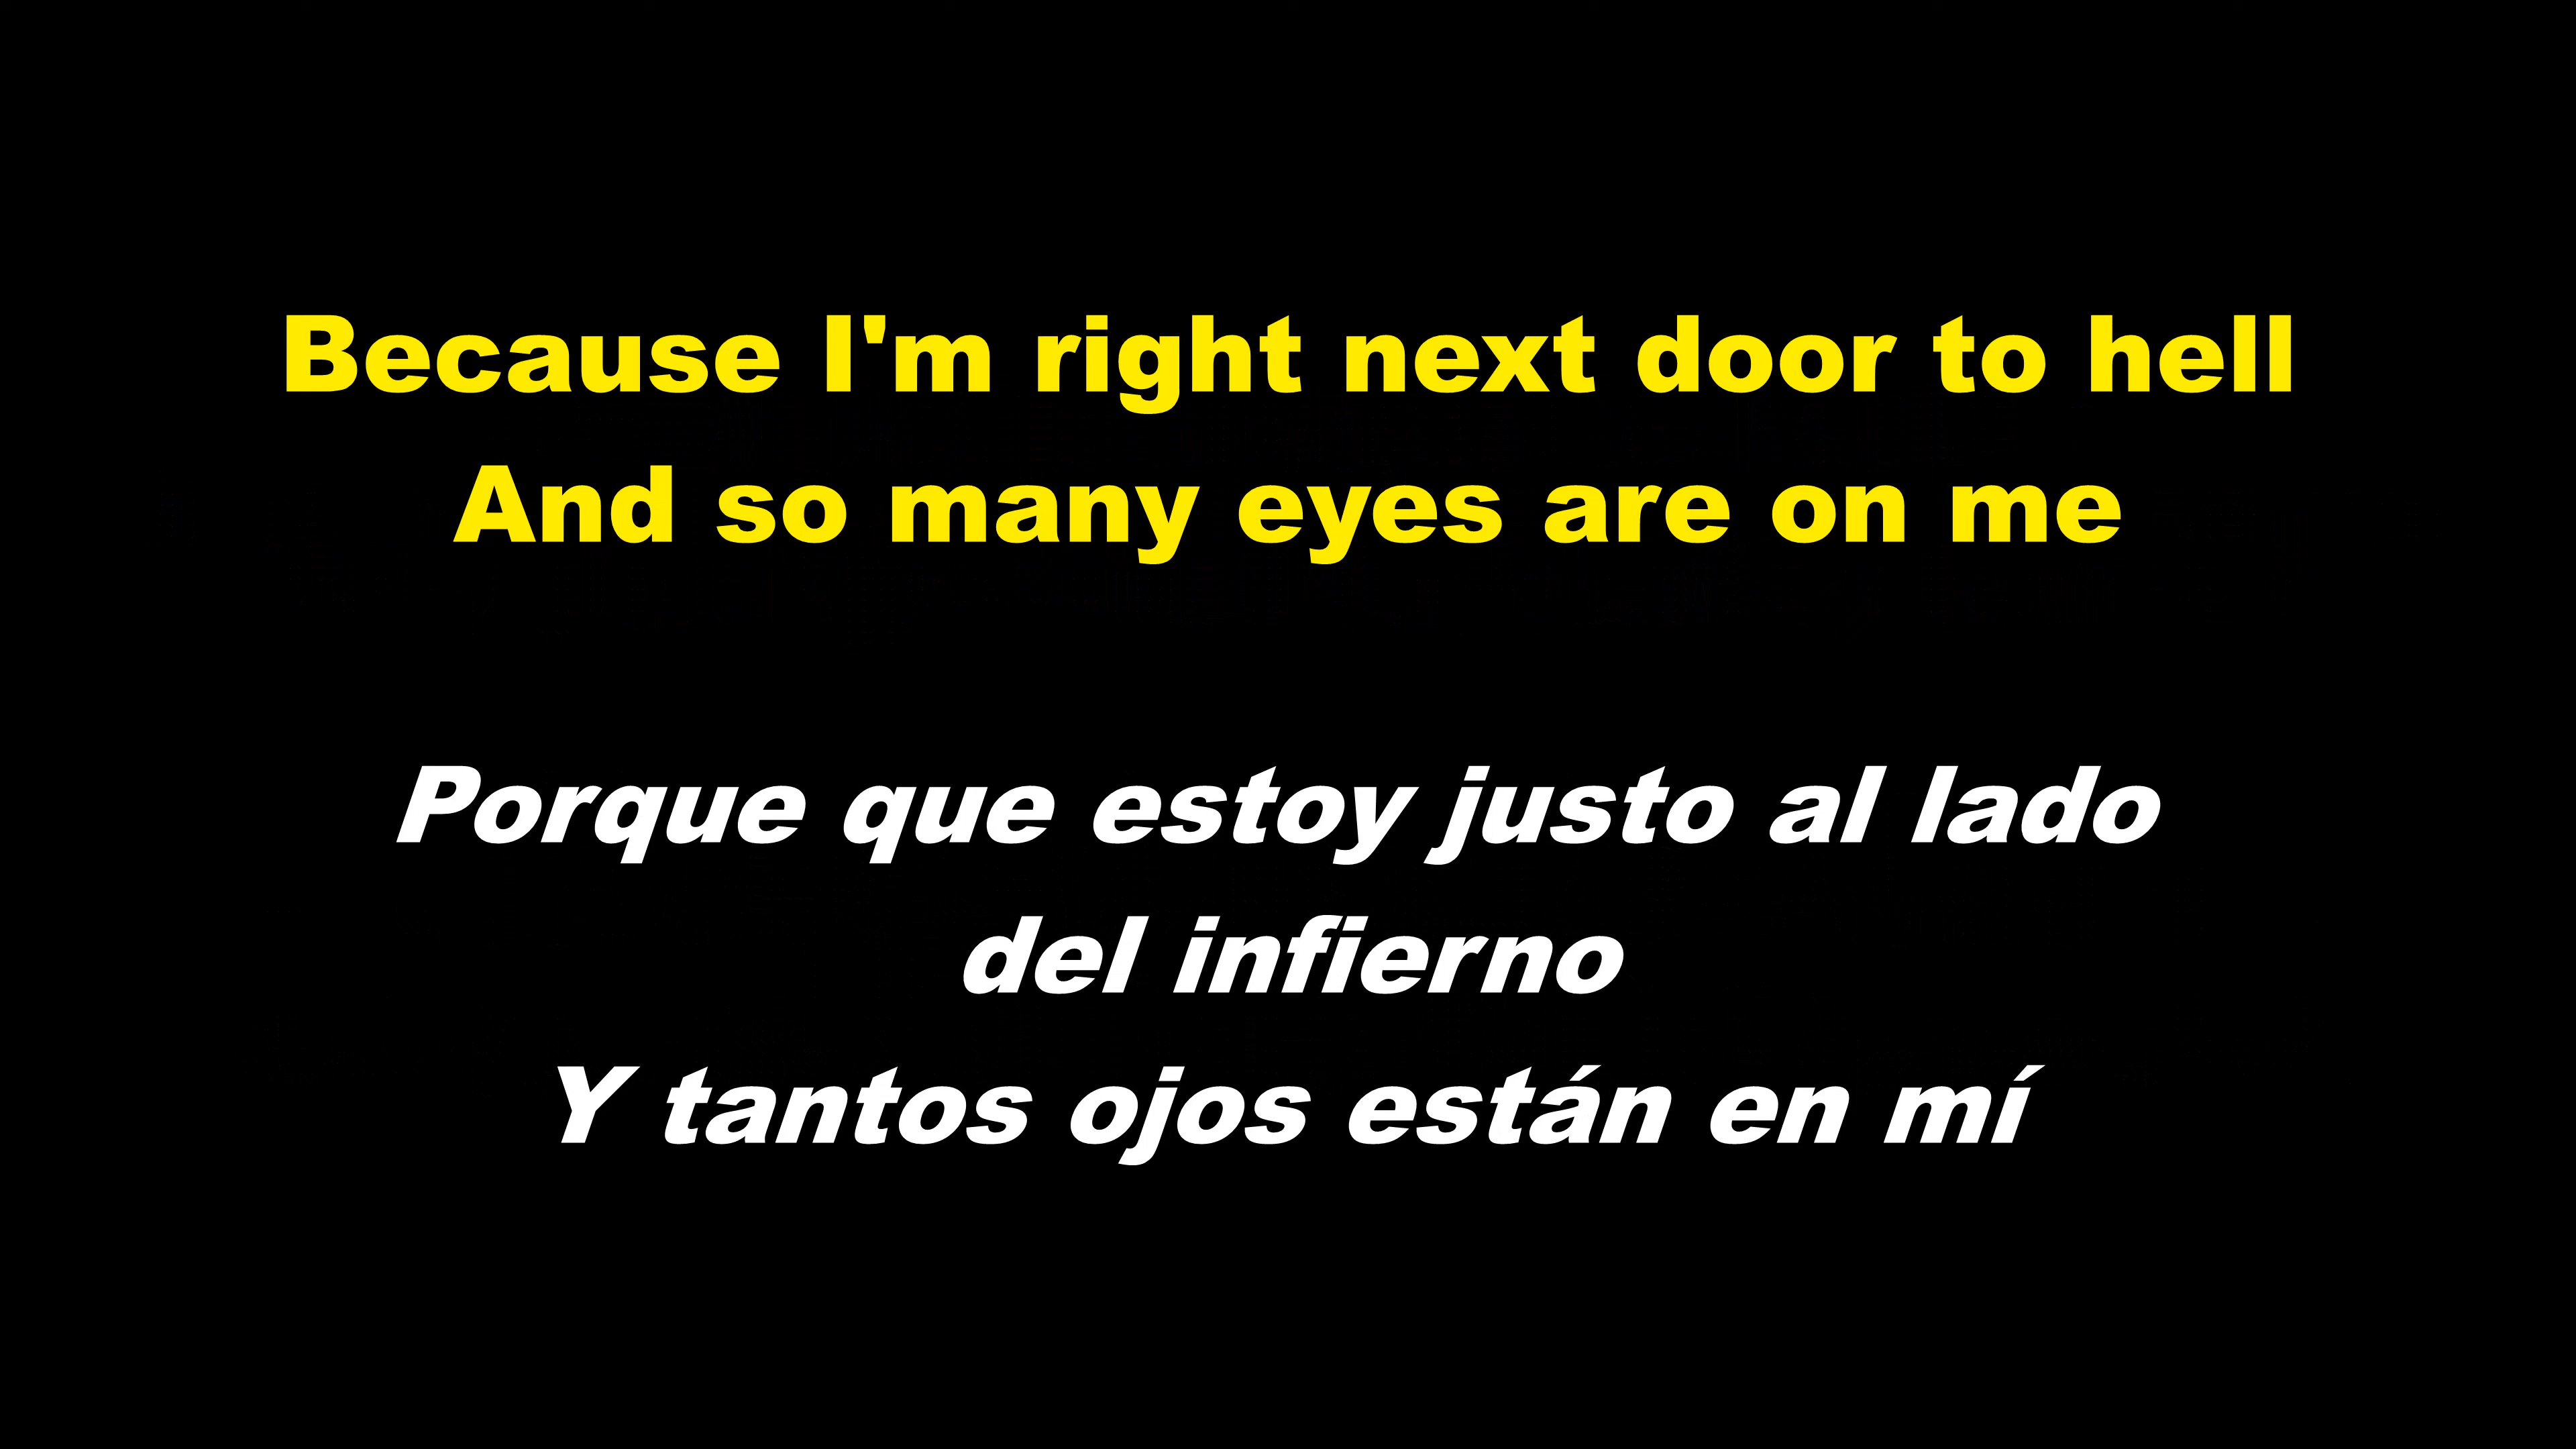 Because I'm right next door to hell
And so many eyes are on me
Porque que estoy justo al lado
del infierno
Y tantos ojos están en mí